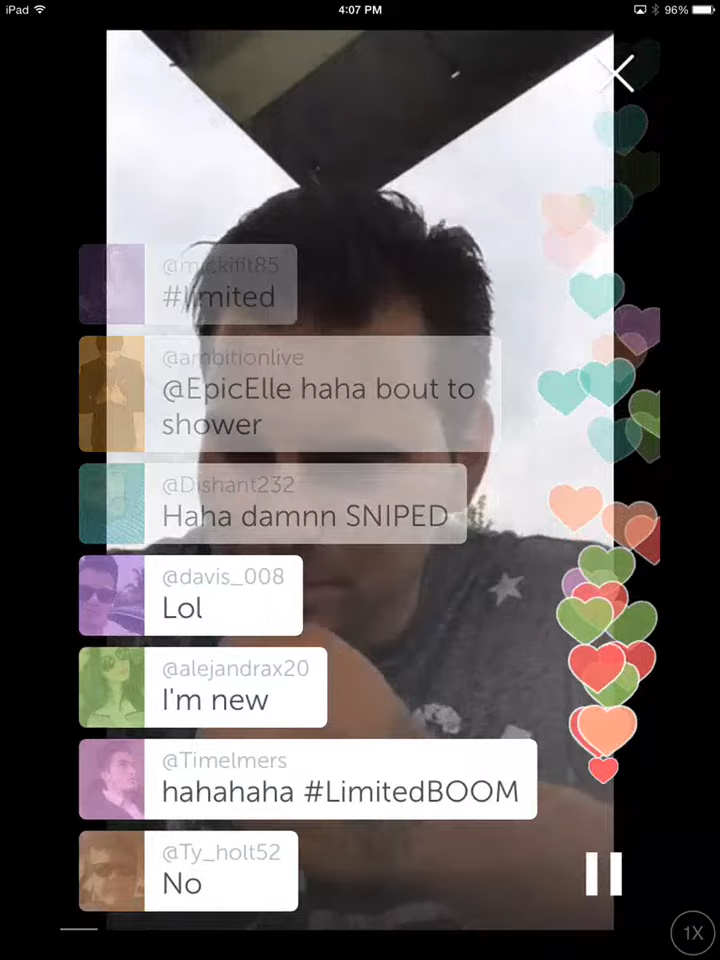 iPad 4:07 PM 96%
@mickifit85
#limited
@ambitionlive
@EpicElle haha bout to
shower
@Dishant232
Haha damnn SNIPED
@davis_008
Lol
@alejandrax20
I'm new
@Timelmers
hahahaha #LimitedBOOM
@Ty_holt52
No
1X